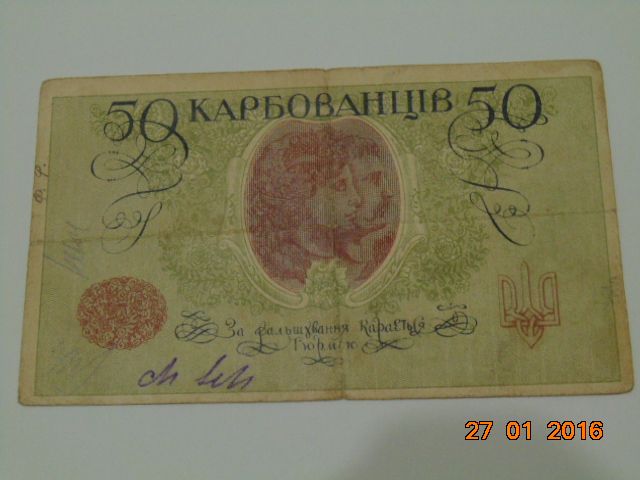 50 КАРБОВАНЦІВ 50
За фальшування Карається
Тюрмою
27 01 2016